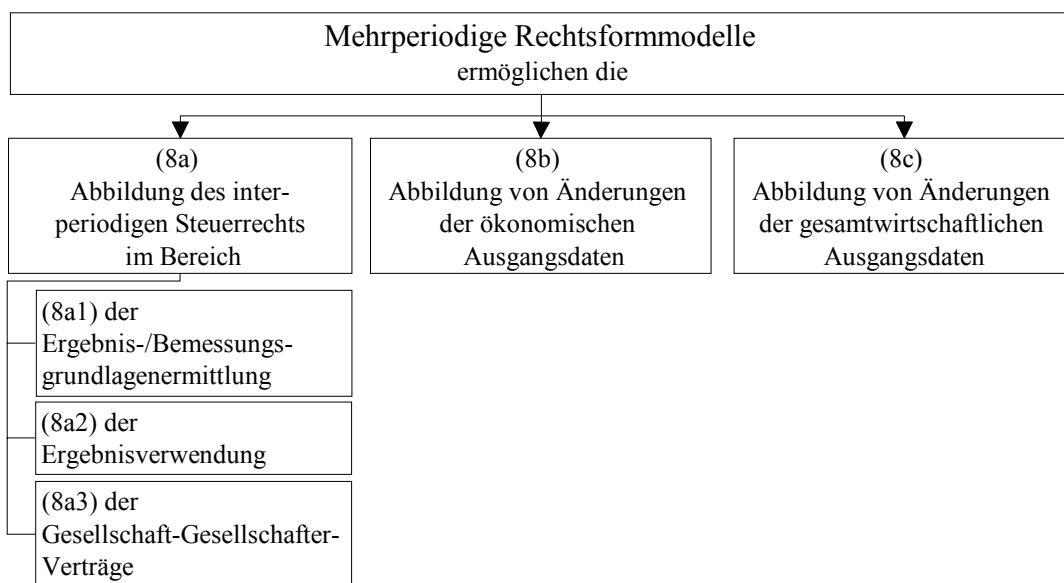 Mehrperiodige Rechtsformmodelle
ermöglichen die
(8a)
Abbildung des inter-
periodigen Steuerrechts
im Bereich
(8b)
Abbildung von Änderungen
der ökonomischen
Ausgangsdaten
(8c)
Abbildung von Änderungen
der gesamtwirtschaftlichen
Ausgangsdaten
(8a1) der
Ergebnis-/Bemessungs-
grundlagenermittlung
(8a2) der
Ergebnisverwendung
(8a3) der
Gesellschaft-Gesellschafter-
Verträge